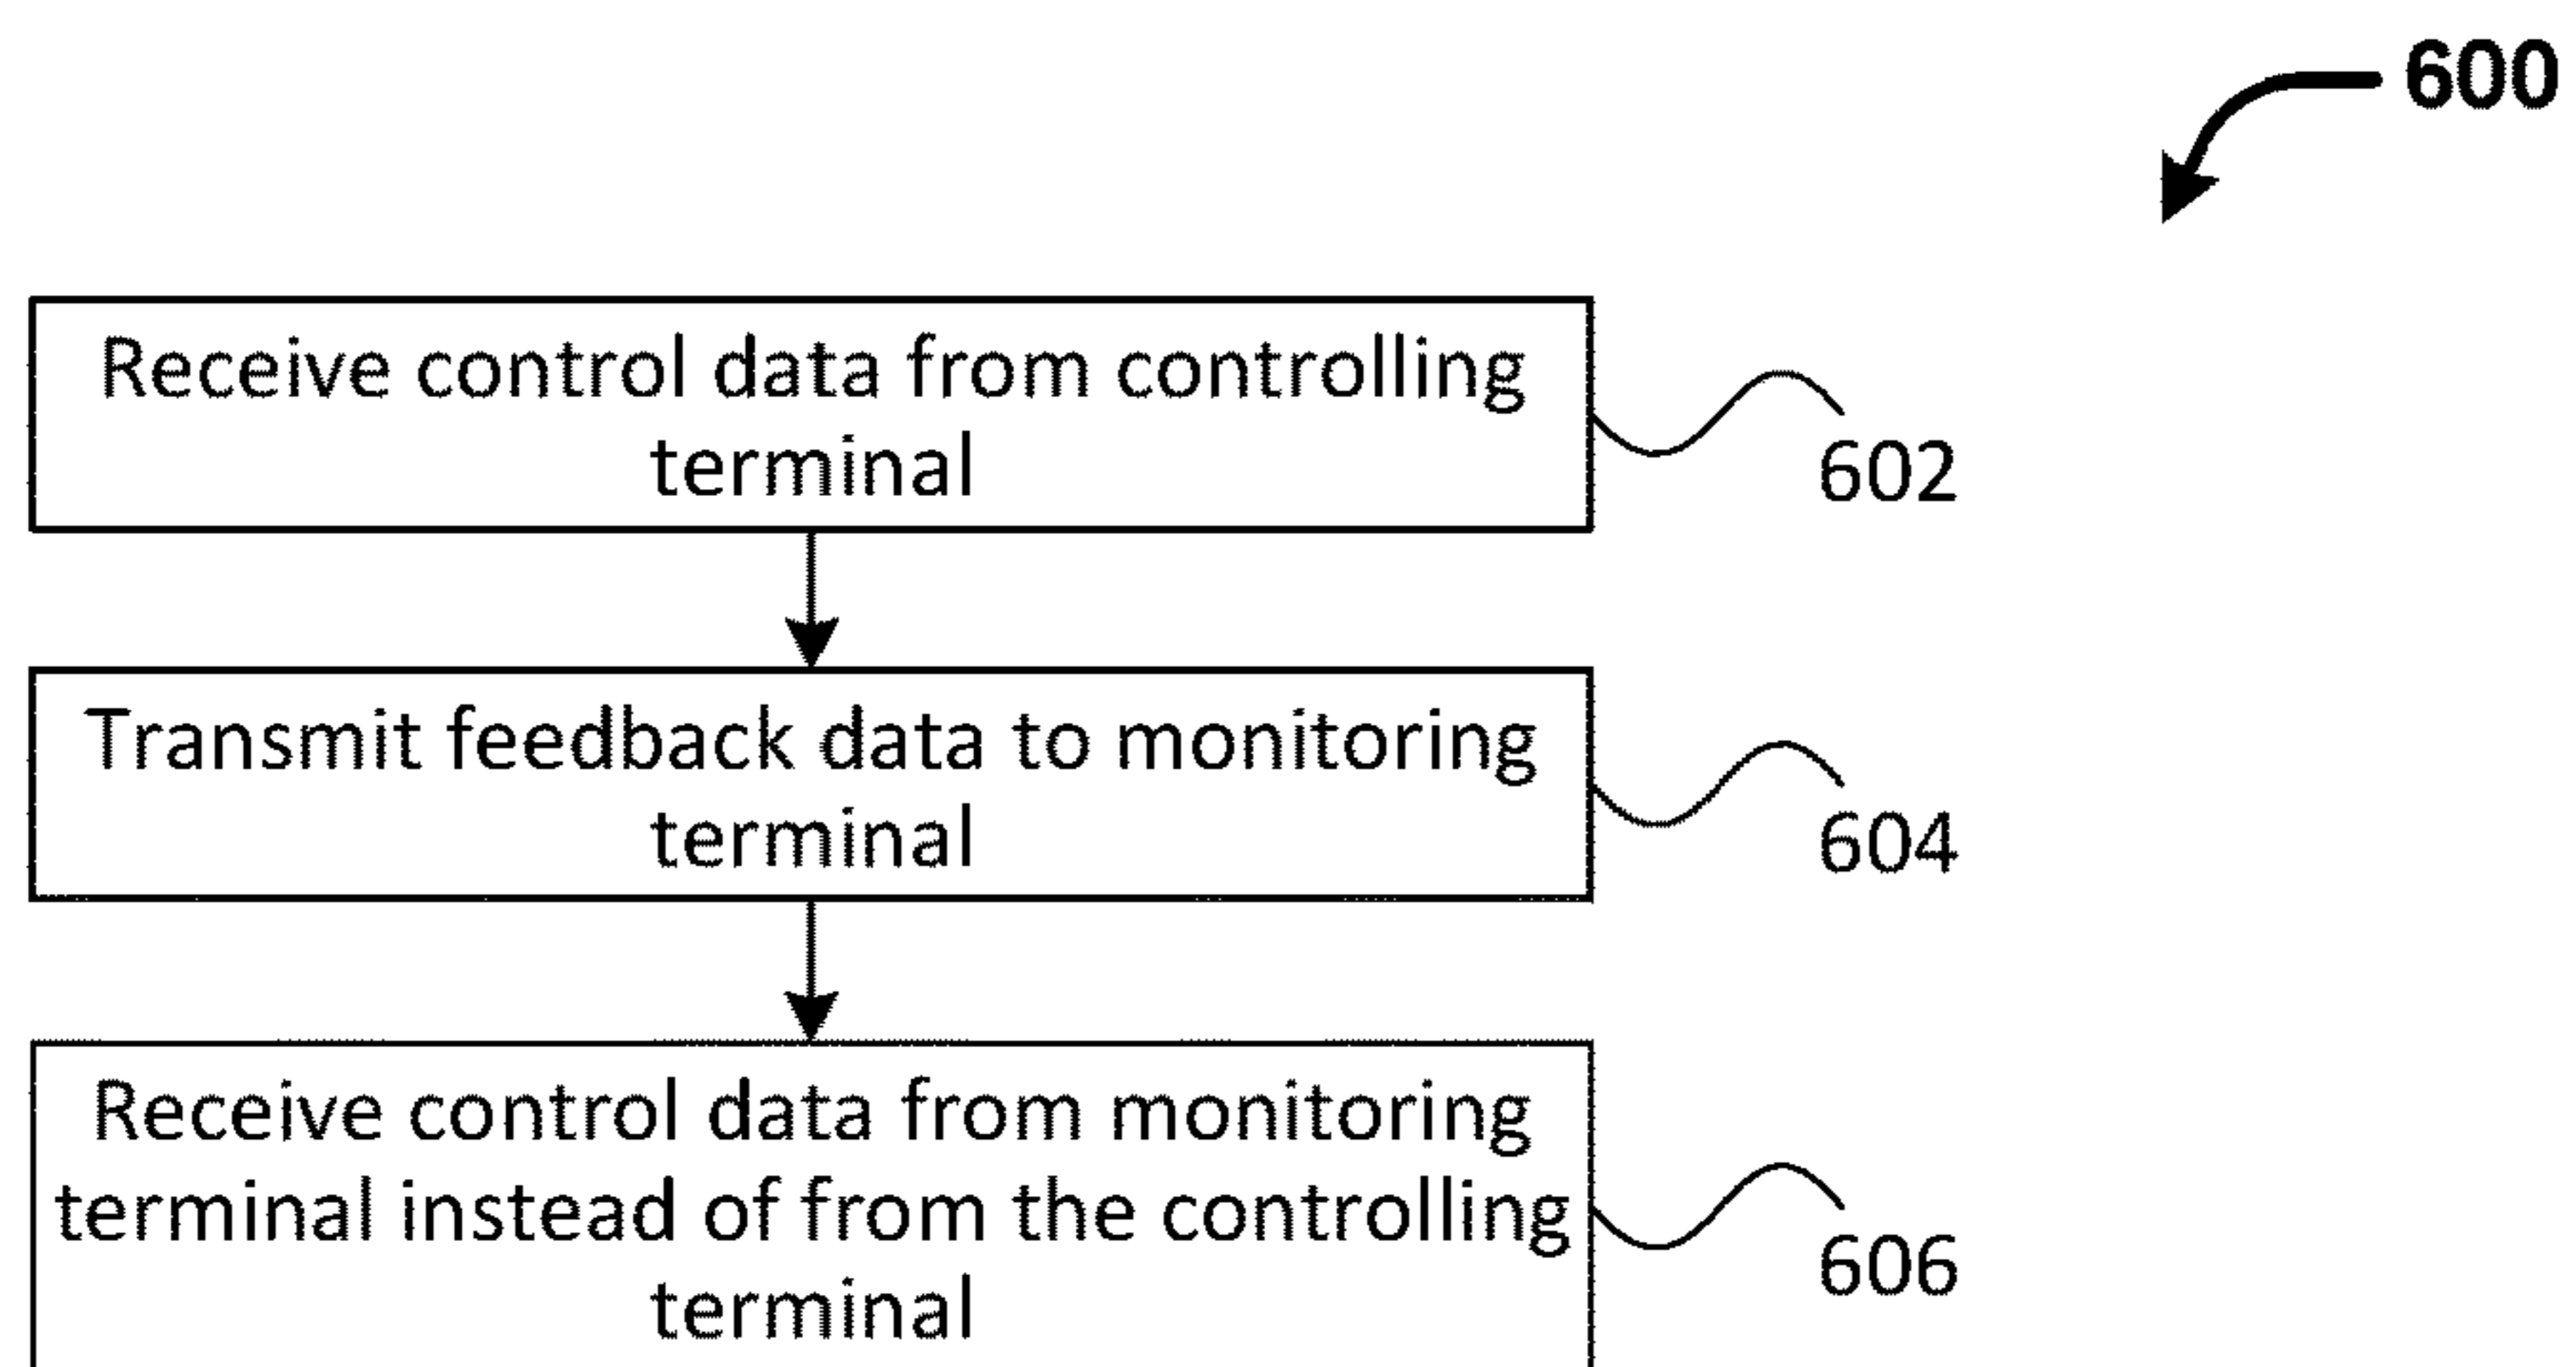 600
Receive control data from controlling
terminal
602
Transmit feedback data to monitoring
terminal
604
Receive control data from monitoring
terminal instead of from the controlling
terminal
606